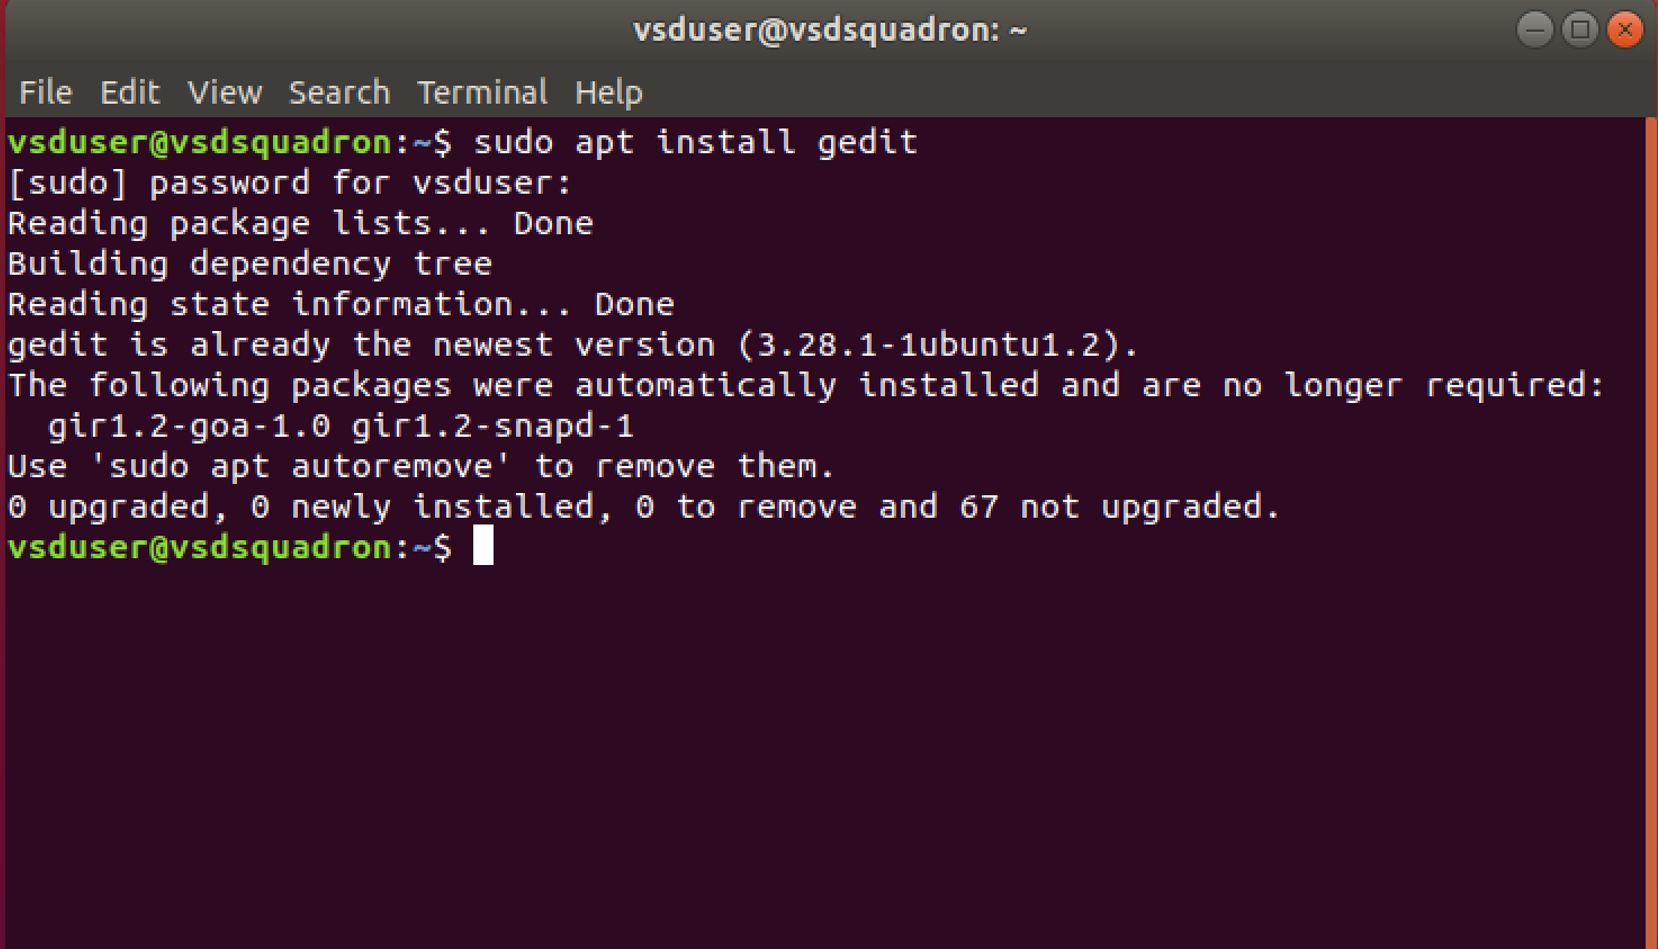 vsduser@vsdsquadron: ~
File Edit View Search Terminal Help
vsduser@vsdsquadron:~$ sudo apt install gedit
[sudo] password for vsduser:
Reading package lists... Done
Building dependency tree
Reading state information... Done
gedit is already the newest version (3.28.1-1ubuntu1.2).
The following packages were automatically installed and are no longer required:
  gir1.2-goa-1.0 gir1.2-snapd-1
Use 'sudo apt autoremove' to remove them.
0 upgraded, 0 newly installed, 0 to remove and 67 not upgraded.
vsduser@vsdsquadron:~$